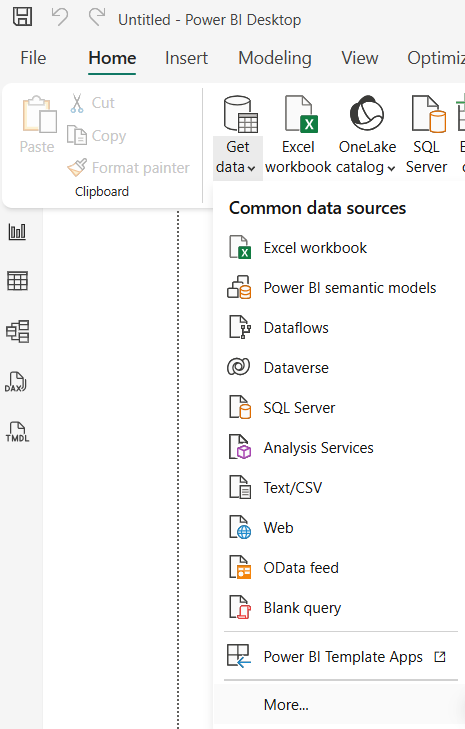 Untitled - Power BI Desktop
File Home Insert Modeling View Optimiz
Paste
Cut
Copy
Format painter
Clipboard
Get data
Excel workbook
OneLake catalog
SQL Server
Common data sources
Excel workbook
Power BI semantic models
Dataflows
Dataverse
SQL Server
Analysis Services
Text/CSV
Web
OData feed
Blank query
Power BI Template Apps
More...
DAX
TMDL